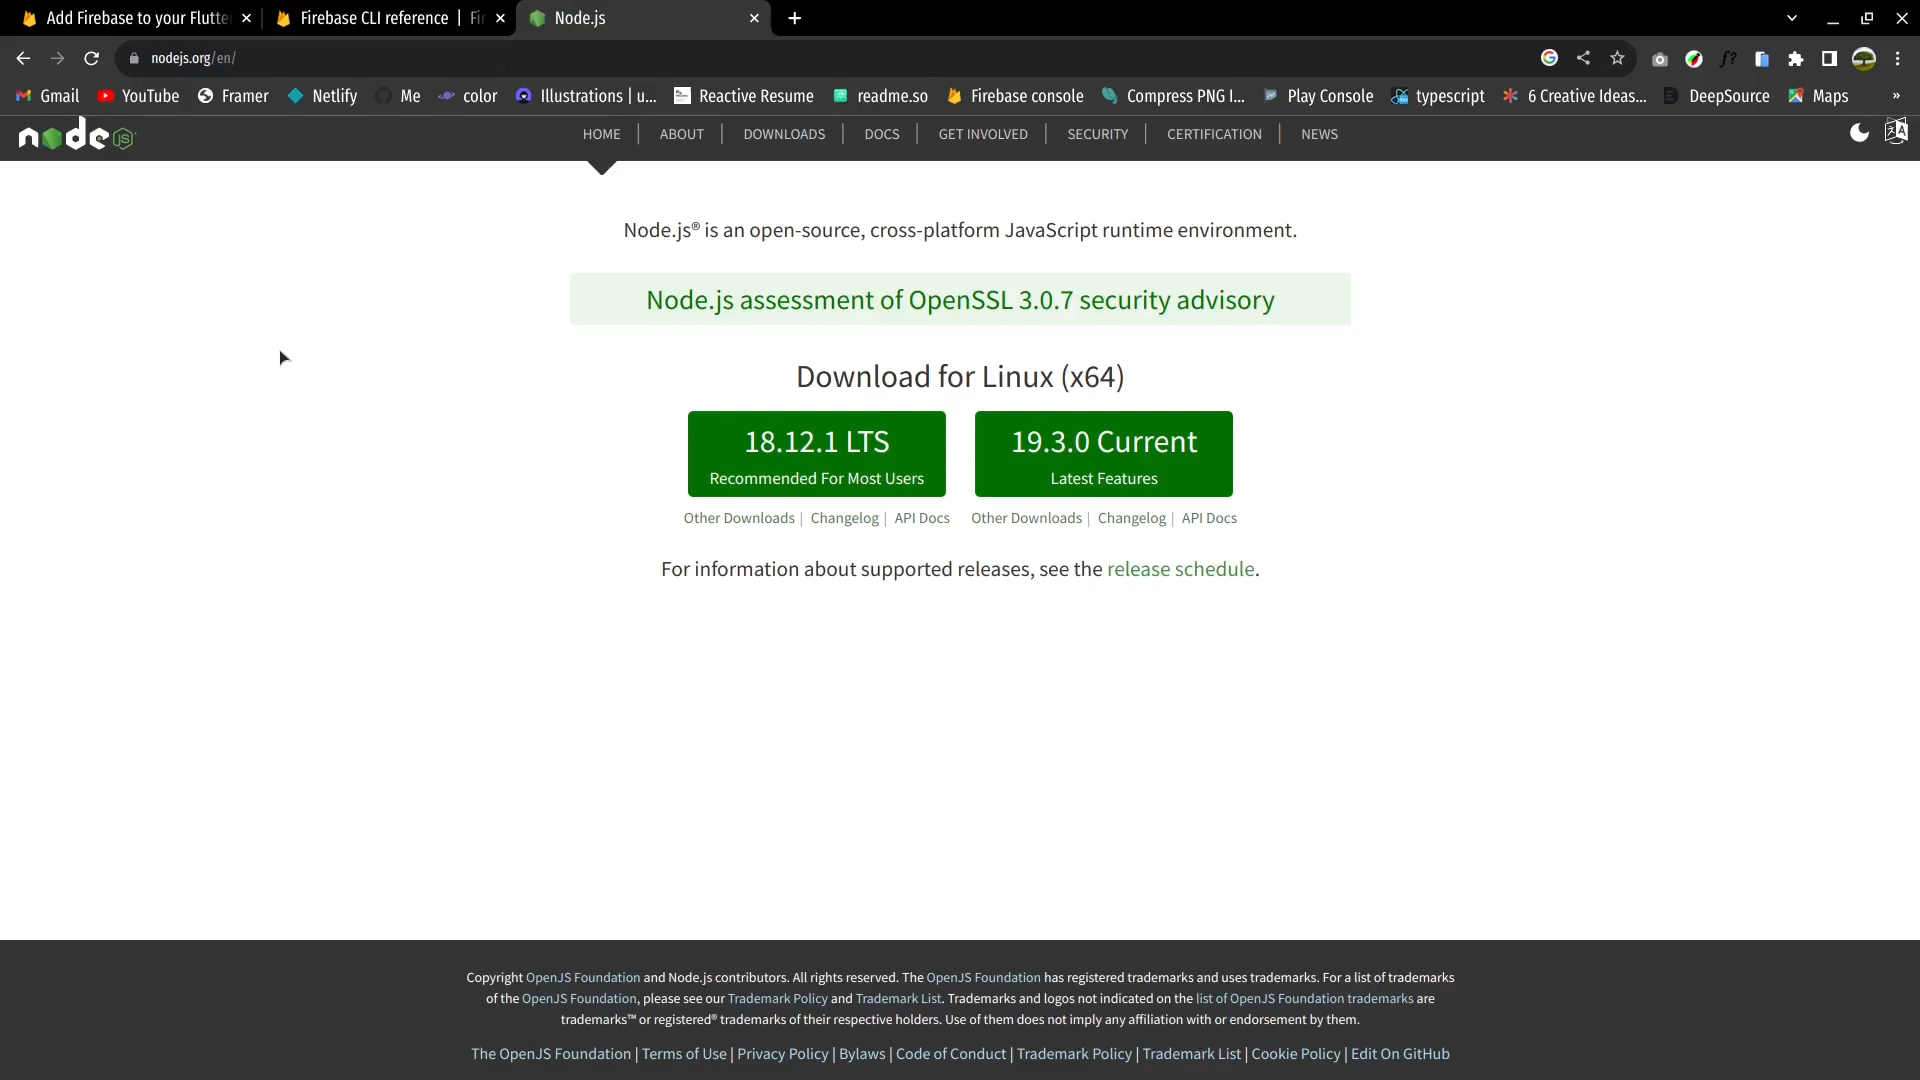 Add Firebase to your Flutte
Firebase CLI reference | Fi
Node.js
nodejs.org/en/
Gmail
YouTube
Framer
Netlify
Me
color
Illustrations | u...
Reactive Resume
readme.so
Firebase console
Compress PNG I...
Play Console
typescript
6 Creative Ideas...
DeepSource
Maps
»
node JS
HOME | ABOUT | DOWNLOADS | DOCS | GET INVOLVED | SECURITY | CERTIFICATION | NEWS
Node.js® is an open-source, cross-platform JavaScript runtime environment.
Node.js assessment of OpenSSL 3.0.7 security advisory
Download for Linux (x64)
18.12.1 LTS
Recommended For Most Users
19.3.0 Current
Latest Features
Other Downloads | Changelog | API Docs
Other Downloads | Changelog | API Docs
For information about supported releases, see the release schedule.
Copyright OpenJS Foundation and Node.js contributors. All rights reserved. The OpenJS Foundation has registered trademarks and uses trademarks. For a list of trademarks
of the OpenJS Foundation, please see our Trademark Policy and Trademark List. Trademarks and logos not indicated on the list of OpenJS Foundation trademarks are
trademarks™ or registered® trademarks of their respective holders. Use of them does not imply any affiliation with or endorsement by them.
The OpenJS Foundation | Terms of Use | Privacy Policy | Bylaws | Code of Conduct | Trademark Policy | Trademark List | Cookie Policy | Edit On GitHub